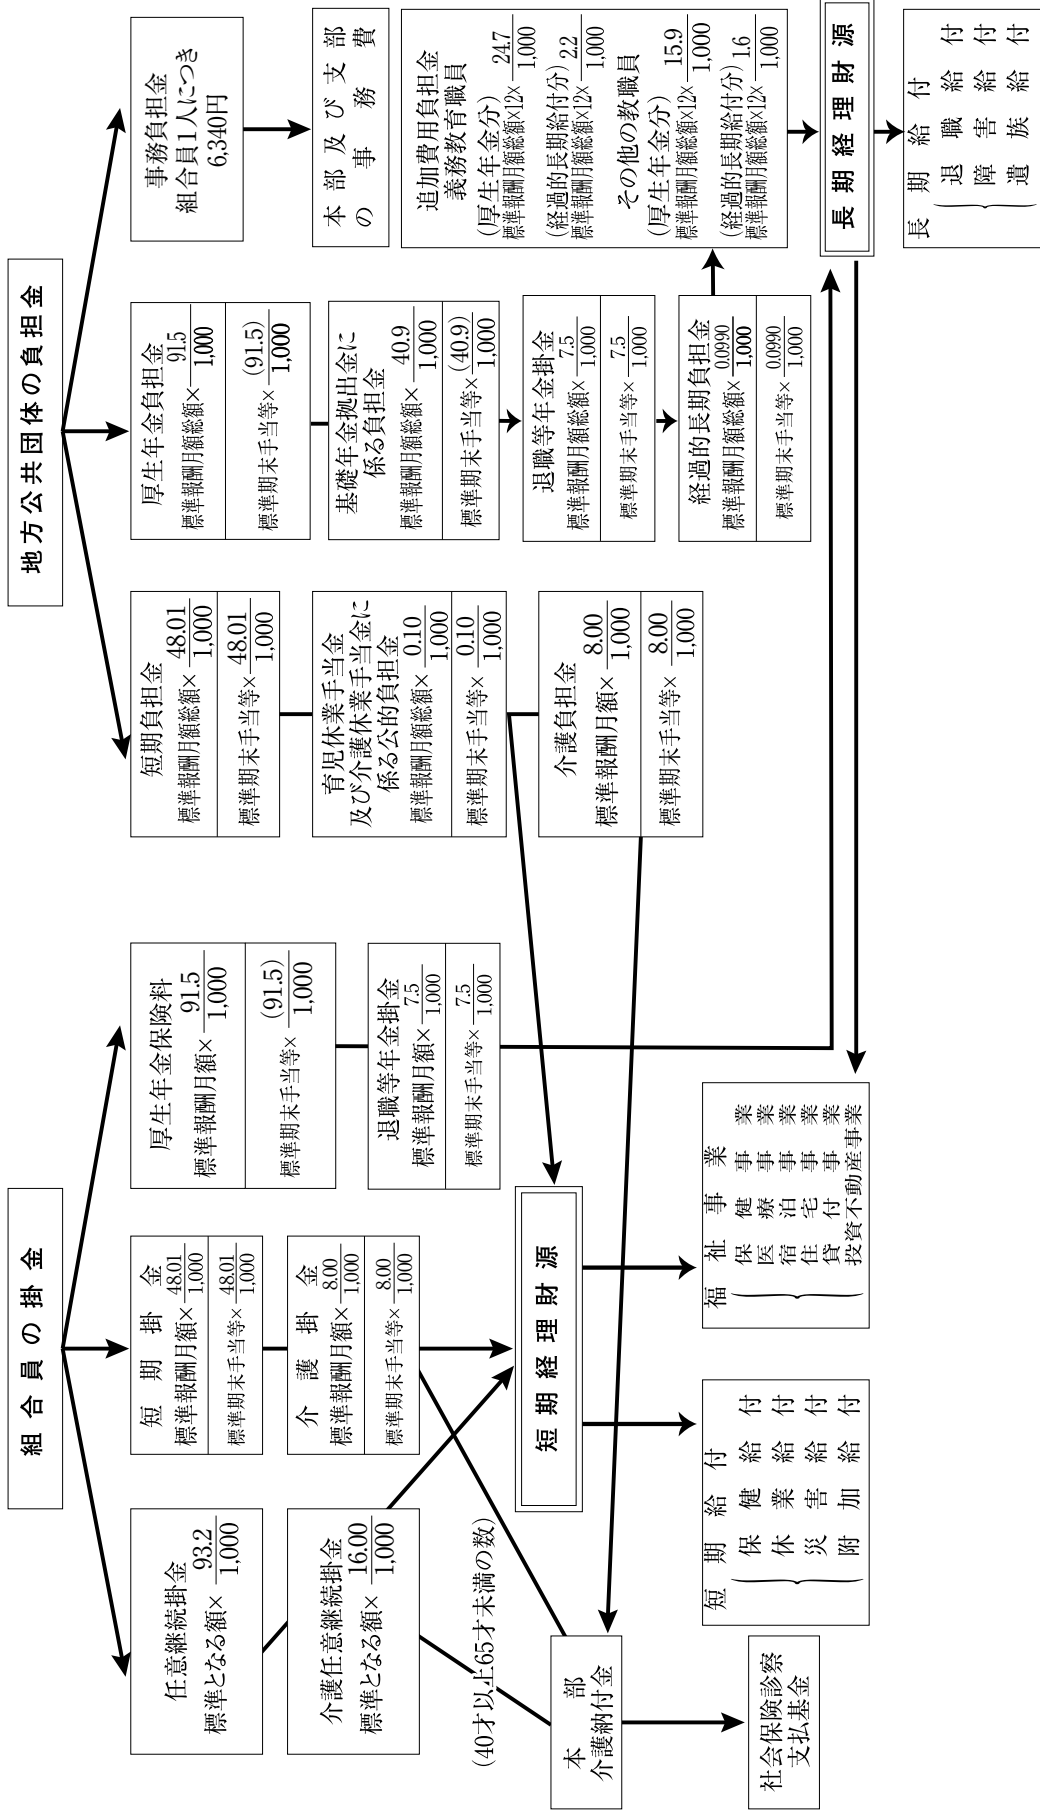 組合員の掛金
任意継続掛金
標準となる額× 93.2/1,000
介護任意継続掛金
標準となる額× 16.00/1,000
短期掛金
標準報酬月額× 48.01/1,000
標準期末手当等× 48.01/1,000
介護掛金
標準報酬月額× 8.00/1,000
標準期末手当等× 8.00/1,000
厚生年金保険料
標準報酬月額× 91.5/1,000
標準期末手当等× (91.5)/1,000
退職等年金掛金
標準報酬月額× 7.5/1,000
標準期末手当等× 7.5/1,000
地方公共団体の負担金
短期負担金
標準報酬月額総額× 48.01/1,000
標準期末手当等× 48.01/1,000
育児休業手当金
及び介護休業手当金に
係る公的負担金
標準報酬月額総額× 0.10/1,000
標準期末手当等× 0.10/1,000
介護負担金
標準報酬月額× 8.00/1,000
標準期末手当等× 8.00/1,000
厚生年金負担金
標準報酬月額総額× 91.5/1,000
標準期末手当等× (91.5)/1,000
基礎年金拠出金に
係る負担金
標準報酬月額総額× 40.9/1,000
標準期末手当等× (40.9)/1,000
退職等年金掛金
標準報酬月額総額× 7.5/1,000
標準期末手当等× 7.5/1,000
経過的長期負担金
標準報酬月額総額× 0.0990/1,000
標準期末手当等× 0.0990/1,000
事務負担金
組合員1人につき
6,340円
本部及び支部
の事務費
追加費用負担金
義務教育職員
(厚生年金分)
標準報酬月額総額×12× 24.7/1,000
(経過的長期給付分)
標準報酬月額総額×12× 2.2/1,000
その他の教職員
(厚生年金分)
標準報酬月額総額×12× 15.9/1,000
(経過的長期給付分)
標準報酬月額総額×12× 1.6/1,000
(40才以上65才未満の数)
本部
介護納付金
社会保険診察
支払基金
短期経理財源
短期給付
保健給付
休業給付
災害給付
附加給付
福祉事業
保健事業
医療事業
宿泊事業
住宅事業
貸付事業
投資不動産事業
長期経理財源
長期給付
退職給付
障害給付
遺族給付